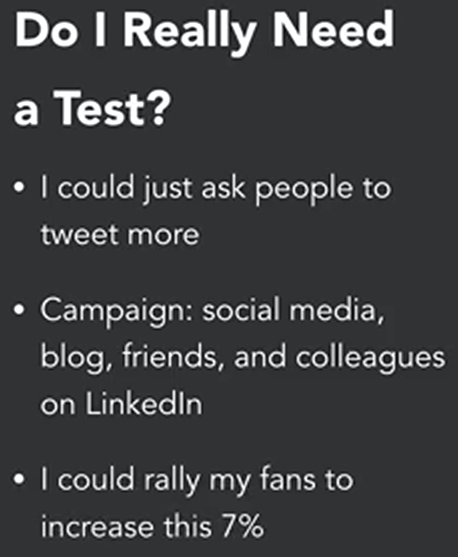 Do I Really Need
a Test?
• I could just ask people to
tweet more
• Campaign: social media,
blog, friends, and colleagues
on LinkedIn
• I could rally my fans to
increase this 7%